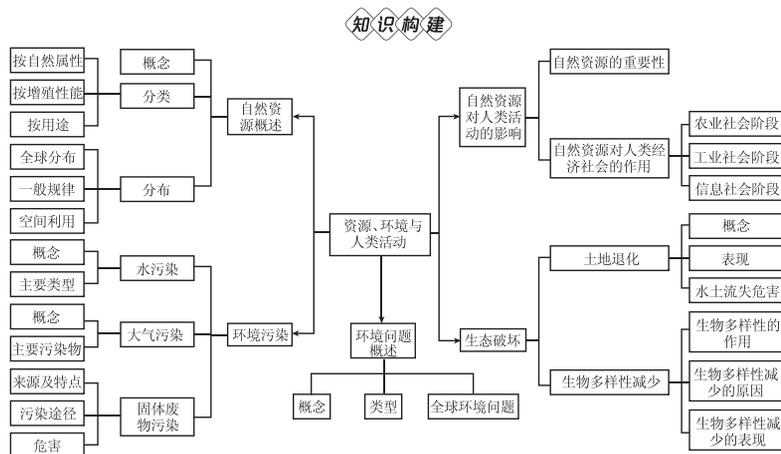 知识构建
按自然属性
按增殖性能
按用途
概念
分类
自然资
源概述
全球分布
一般规律
空间利用
分布
概念
主要类型
水污染
概念
主要污染物
大气污染
环境污染
来源及特点
污染途径
危害
固体废
物污染
资源、环境与
人类活动
环境问题
概述
概念
类型
全球环境问题
自然资源
对人类活
动的影响
自然资源的重要性
自然资源对人类经
济社会的作用
农业社会阶段
工业社会阶段
信息社会阶段
生态破坏
土地退化
概念
表现
水土流失危害
生物多样性减少
生物多样性的
作用
生物多样性减
少的原因
生物多样性减
少的表现